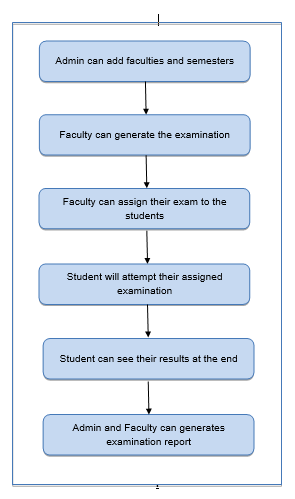 Admin can add faculties and semesters
Faculty can generate the examination
Faculty can assign their exam to the
students
Student will attempt their assigned
examination
Student can see their results at the end
Admin and Faculty can generates
examination report